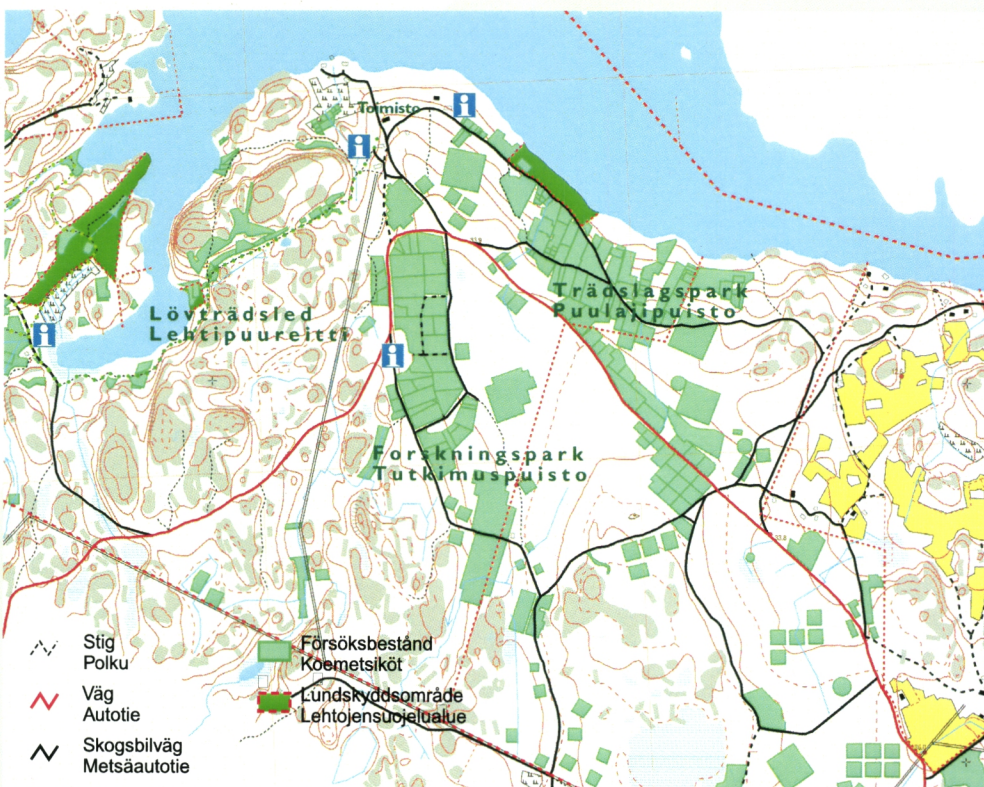 Toimisto
i
i
Trädslagspark
Puulajipuisto
Lövträdsled
Lehtipuureitti
i
i
Forskningspark
Tutkimuspuisto
Stig
Polku
Försöksbestånd
Koemetsiköt
Väg
Autotie
Lundskyddsområde
Lehtojensuojelualue
Skogsbilväg
Metsäautotie